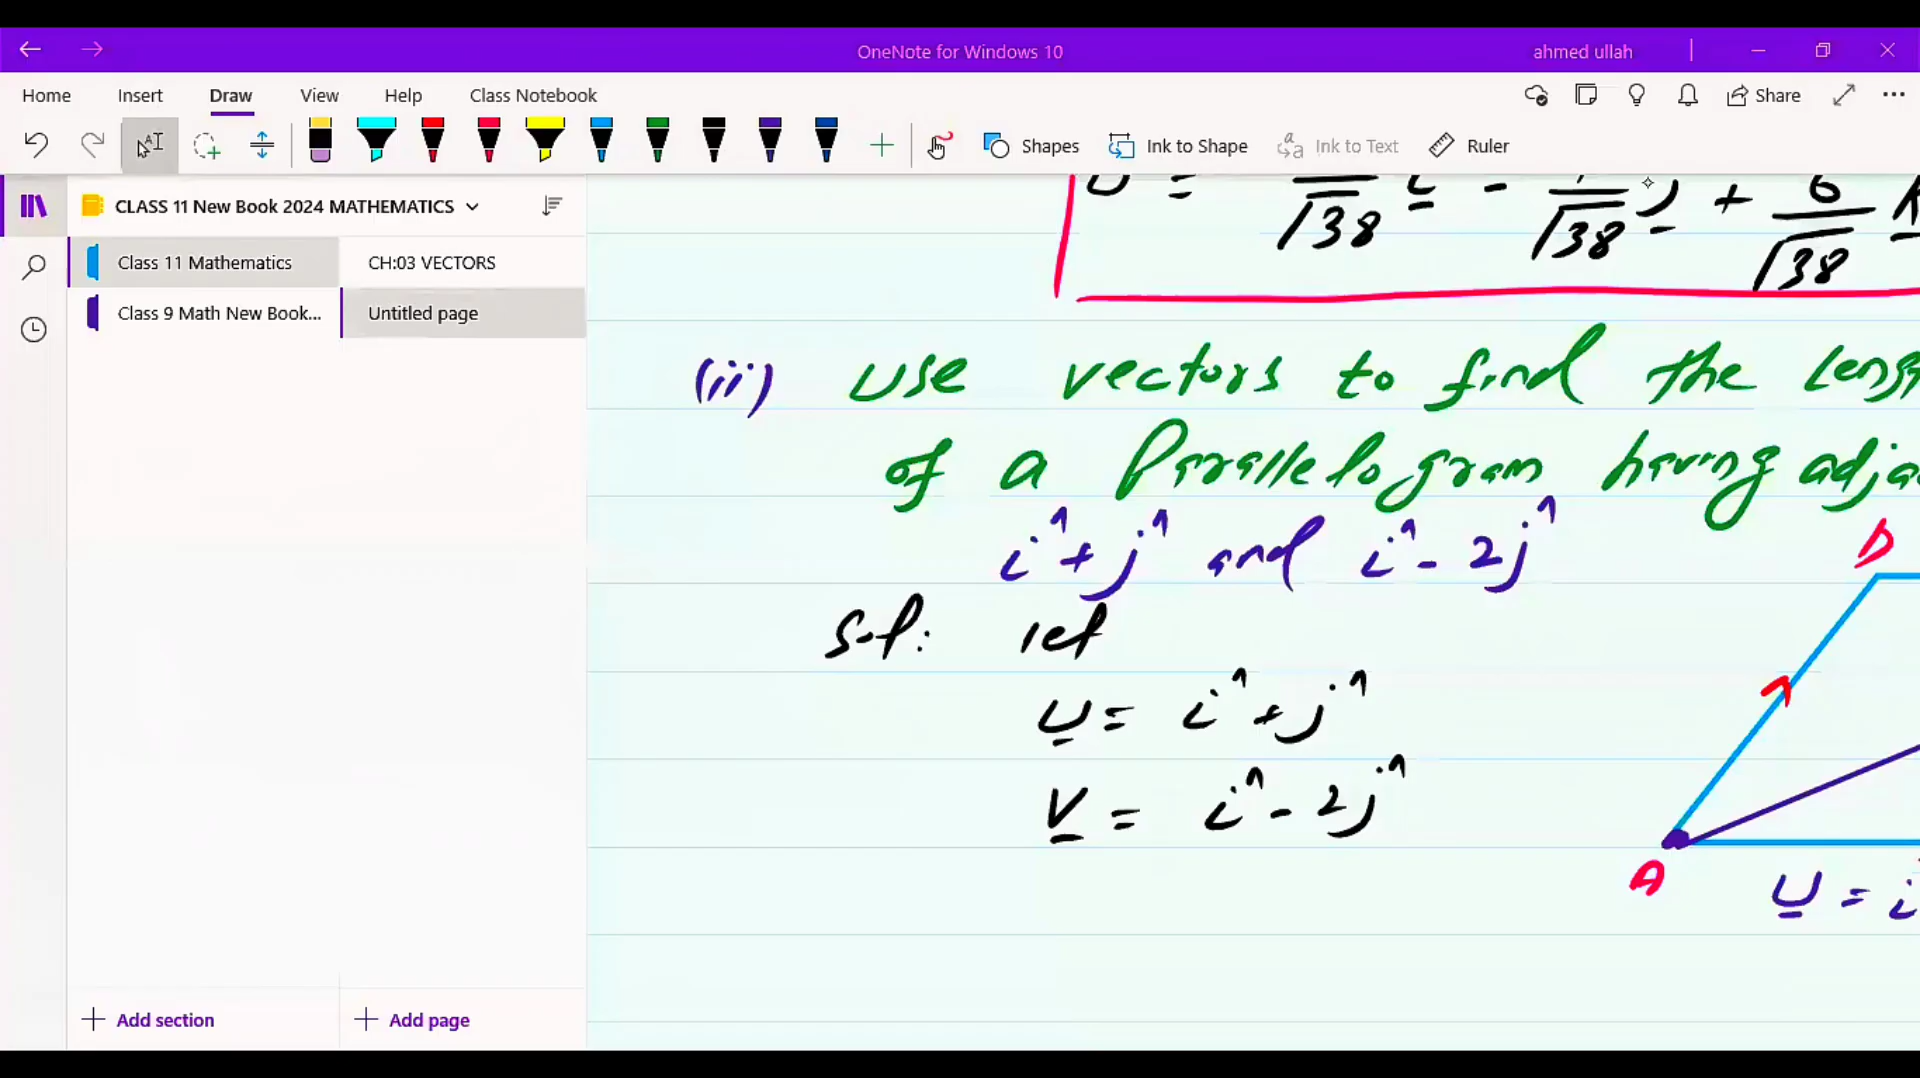 OneNote for Windows 10
ahmed ullah
Home Insert Draw View Help Class Notebook
Share
Shapes Ink to Shape Ink to Text Ruler
CLASS 11 New Book 2024 MATHEMATICS
Class 11 Mathematics
CH:03 VECTORS
Class 9 Math New Book...
Untitled page
√38 i - √38 j + 6/√38
(ii) Use vectors to find the leng
of a Parallelogram having adja
i^ + j^ and i^ - 2j^
D
Sol: let
U = i^ + j^
V = i^ - 2j^
A
U = i
Add section
Add page